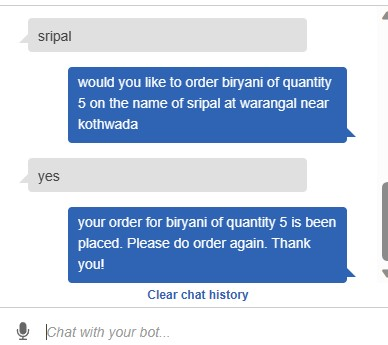 sripal
would you like to order biryani of quantity
5 on the name of sripal at warangal near
kothwada
yes
your order for biryani of quantity 5 is been
placed. Please do order again. Thank
you!
Clear chat history
Chat with your bot...